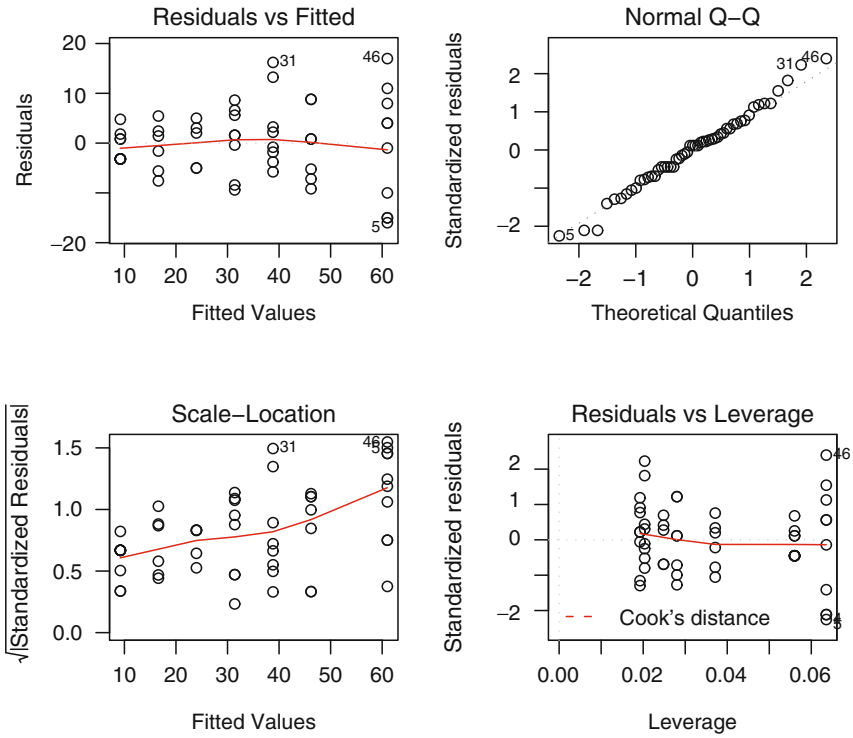 Residuals vs Fitted
Residuals
20
10
0
−20
31
46
5
10 20 30 40 50 60
Fitted Values
Normal Q−Q
Standardized residuals
2
0
−2
31
46
5
−2 −1 0 1 2
Theoretical Quantiles
Scale−Location
√|Standardized Residuals|
1.5
1.0
0.5
0.0
31
46
5
10 20 30 40 50 60
Fitted Values
Residuals vs Leverage
Standardized residuals
2
1
0
−2
46
4
5
Cook's distance
0.00 0.02 0.04 0.06
Leverage